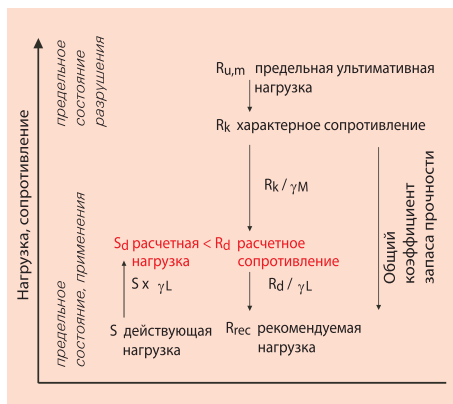 Нагрузка, сопротивление
предельное
состояние
разрушения
предельное
состояние, применения
Ru,m предельная ультимативная
нагрузка
Rk характерное сопротивление
Rk / γM
Общий
коэффициент
запаса прочности
Sd расчетная < Rd расчетное
нагрузка сопротивление
S x γL
Rd / γL
S действующая
нагрузка
Rrec рекомендуемая
нагрузка